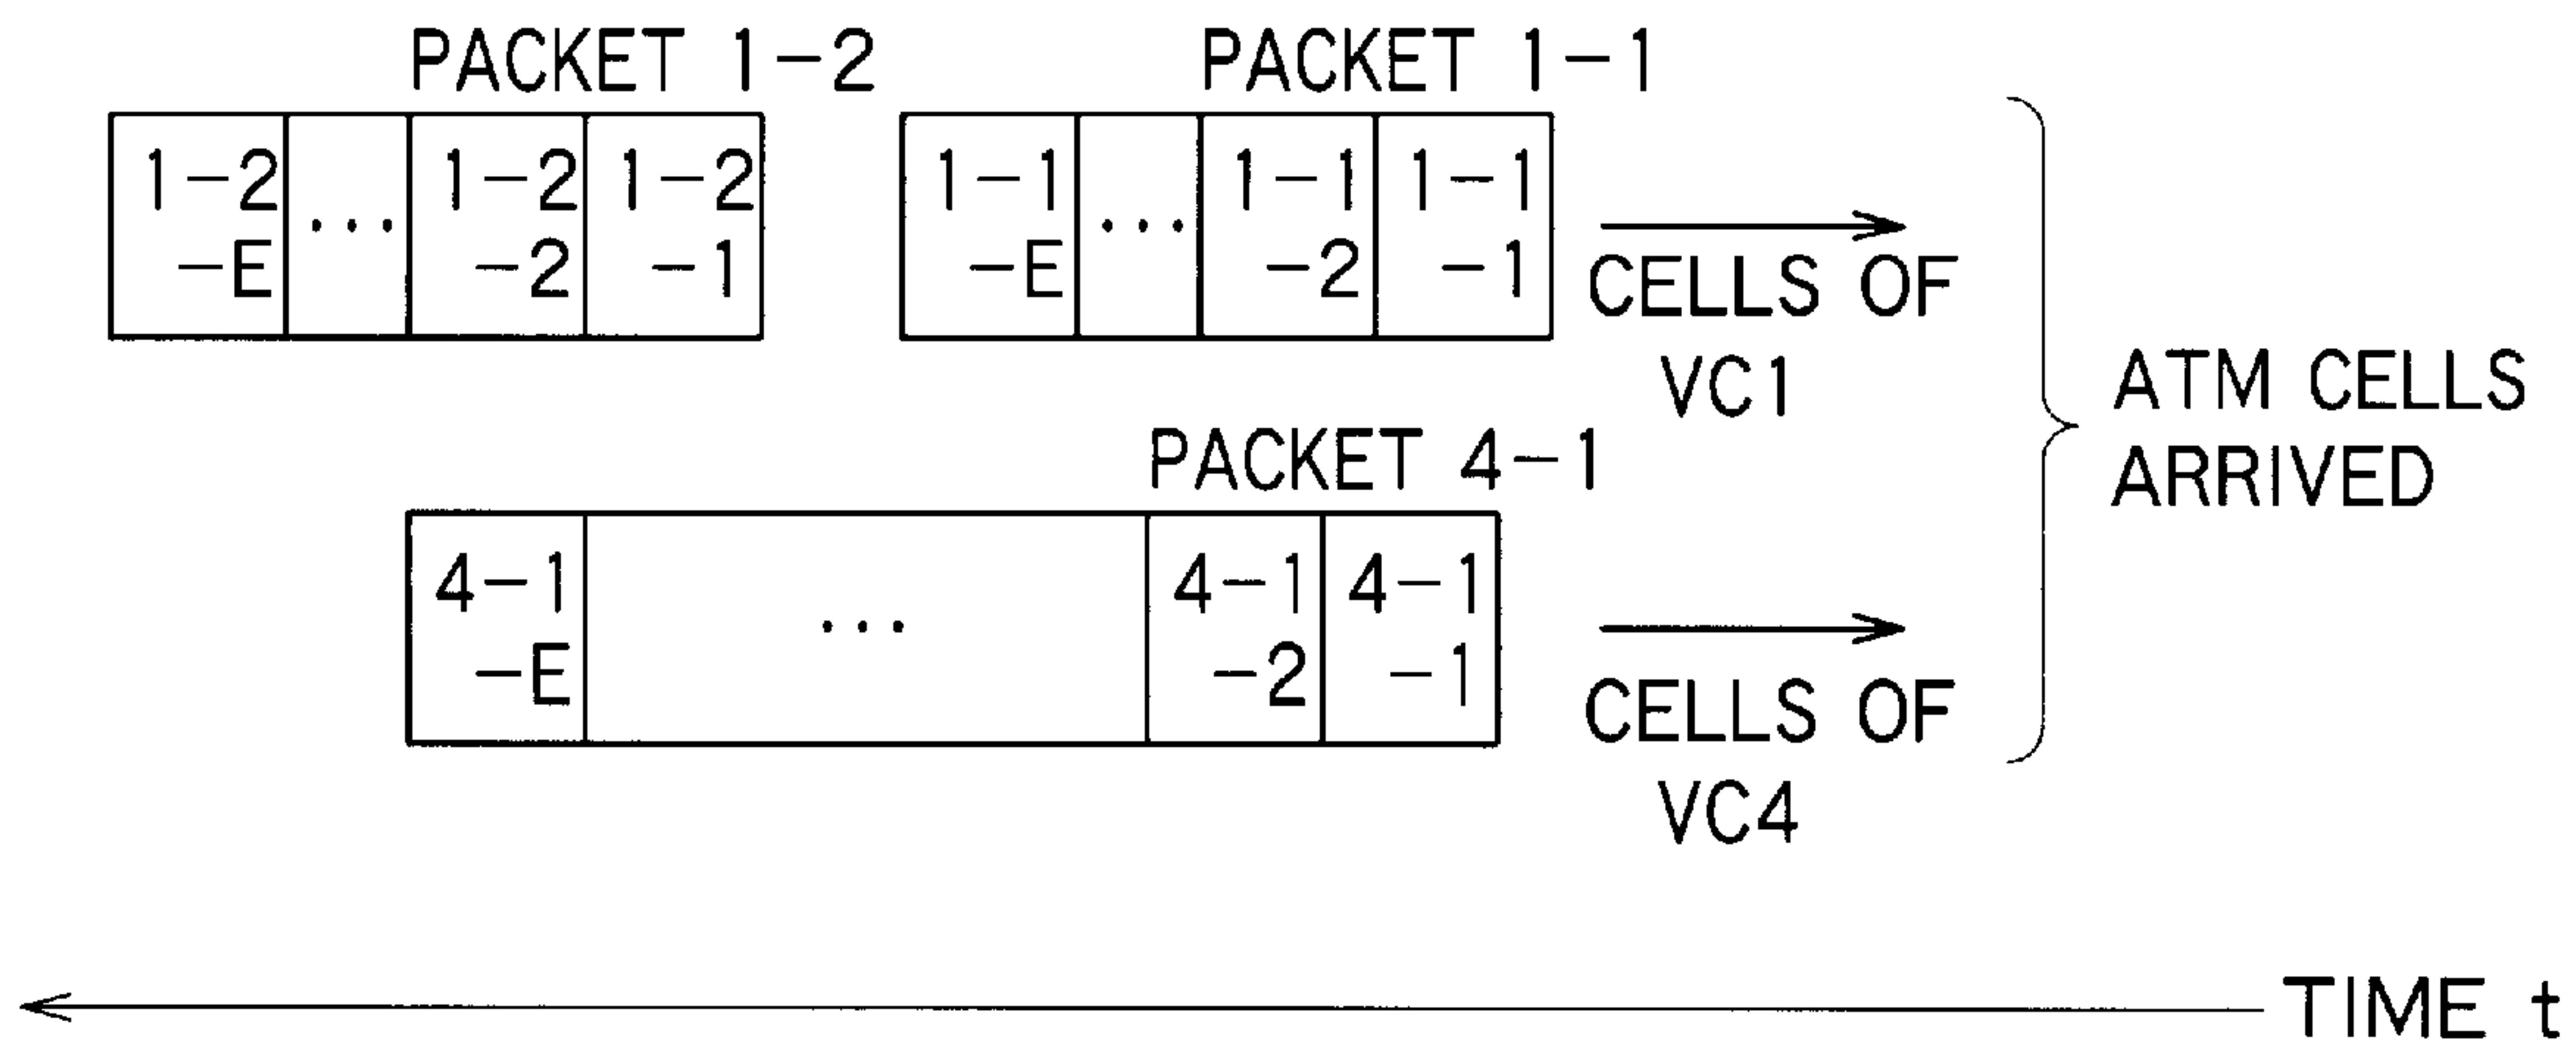 PACKET 1-2
PACKET 1-1
1-2
-E
...
1-2
-2
1-2
-1
1-1
-E
...
1-1
-2
1-1
-1
CELLS OF
VC1
PACKET 4-1
4-1
-E
...
4-1
-2
4-1
-1
CELLS OF
VC4
ATM CELLS
ARRIVED
TIME t